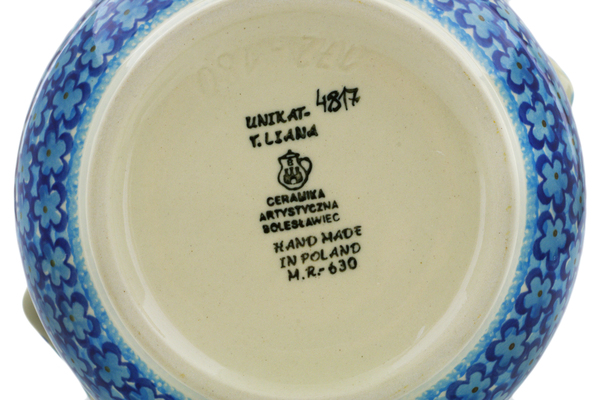 UNIKAT- 4817
T. LIANA
B
CERAMIKA
ARTYSTYCZNA
BOLESŁAWIEC
HAND MADE
IN POLAND
M.R.-630